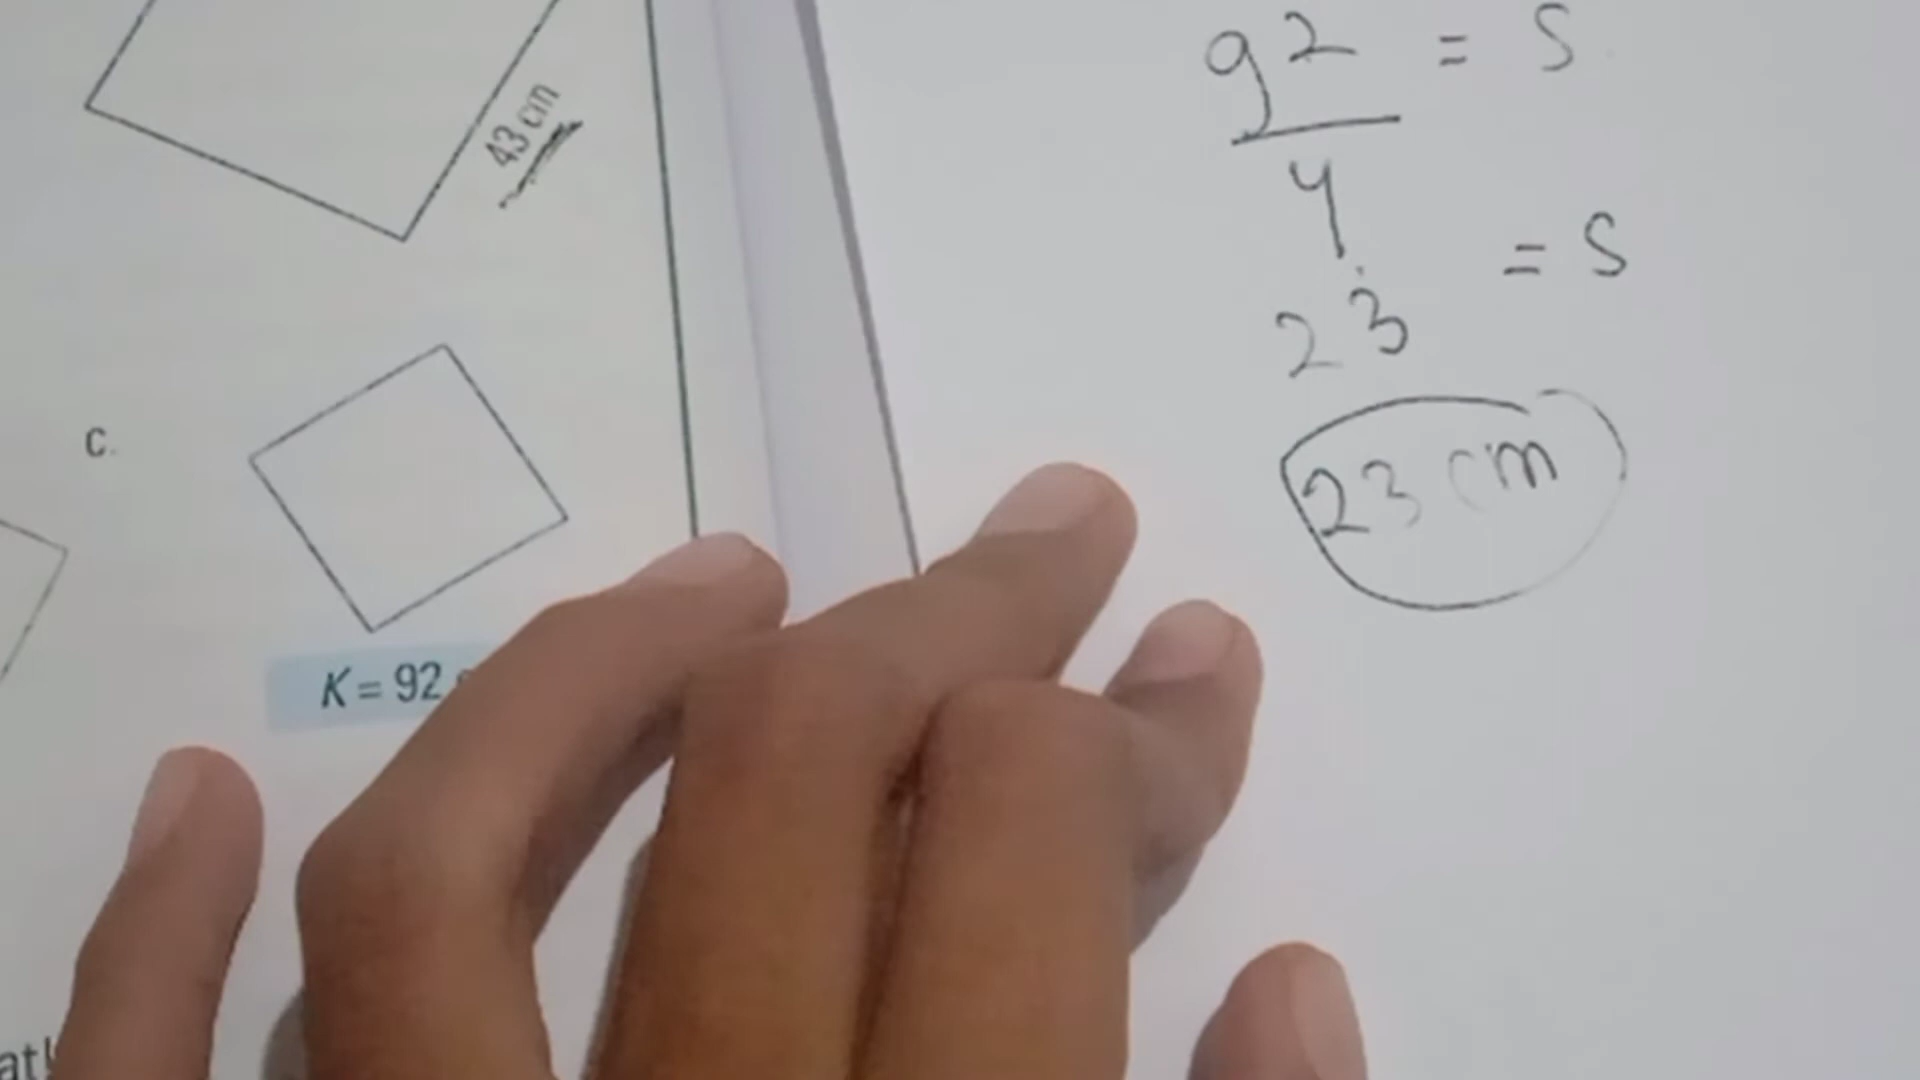 43 cm
C.
K = 92
92 = S
4
23 = S
23 cm